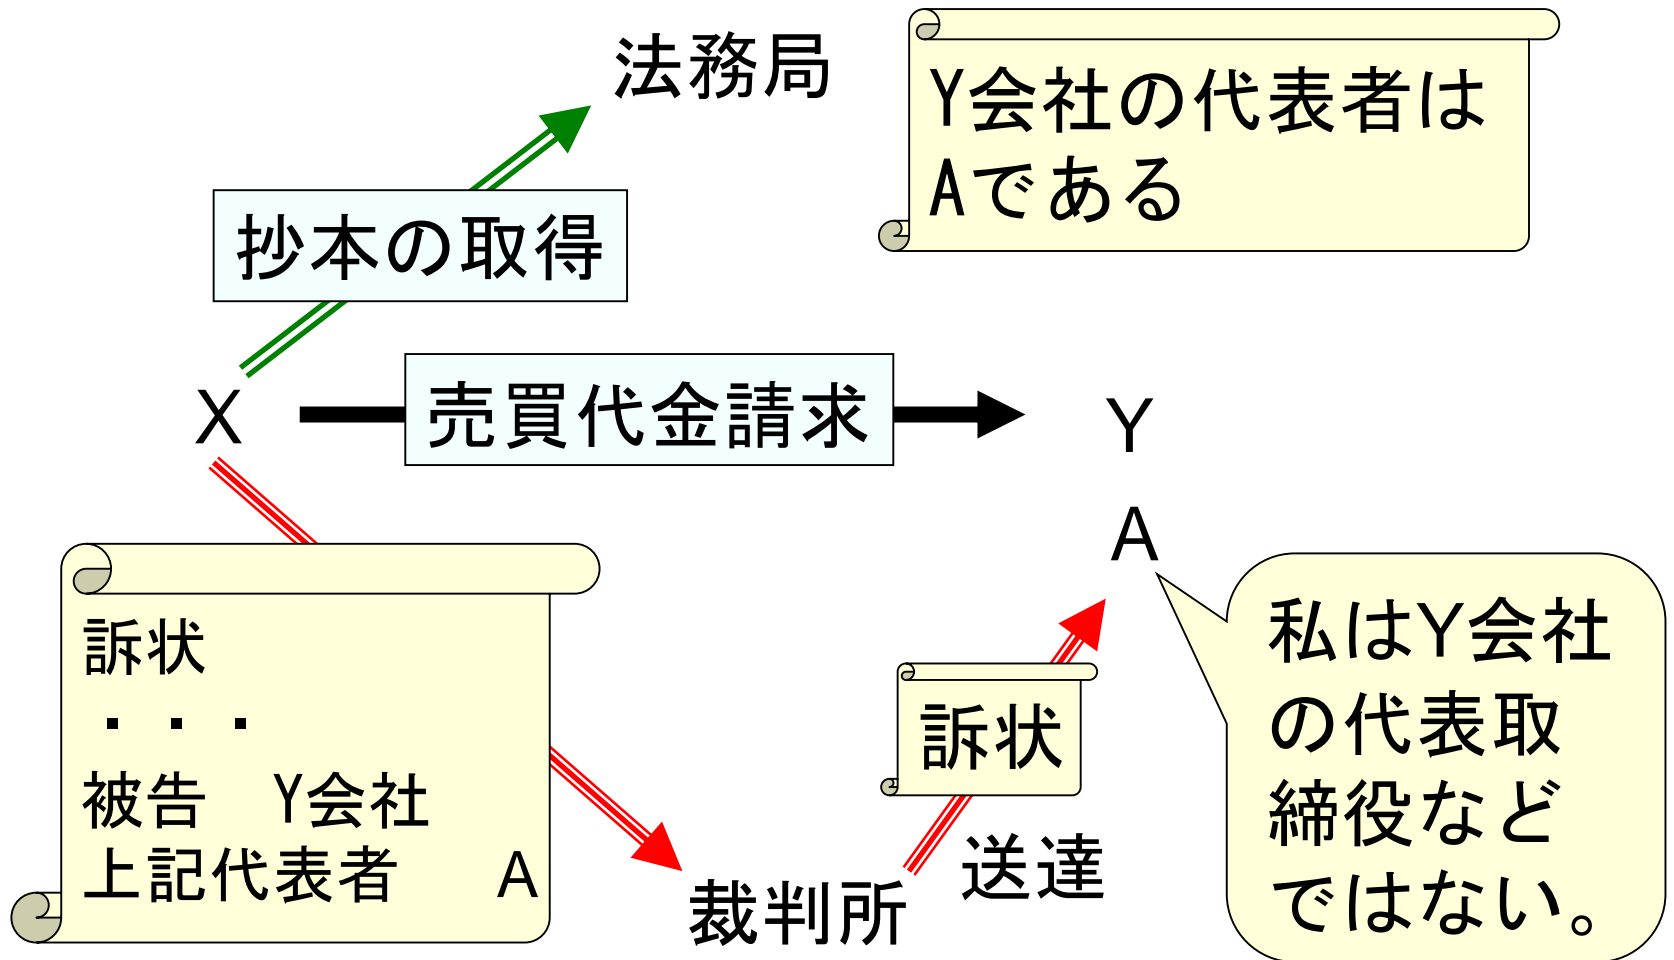 法務局
Y会社の代表者は
Aである
抄本の取得
X
売買代金請求
Y
A
訴状
・・・
被告　Y会社
上記代表者　A
訴状
送達
裁判所
私はY会社
の代表取
締役など
ではない。